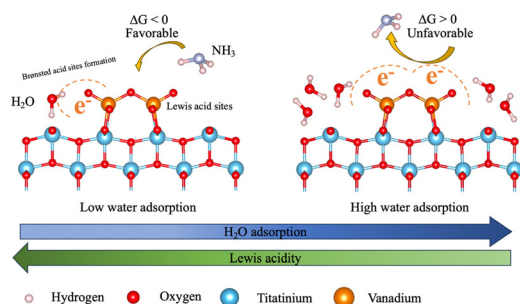 ΔG < 0
Favorable
Brønsted acid sites formation
NH₃
H₂O
e⁻
Lewis acid sites
Low water adsorption
ΔG > 0
Unfavorable
e⁻ e⁻
High water adsorption
H₂O adsorption
Lewis acidity
Hydrogen Oxygen Titatinium Vanadium